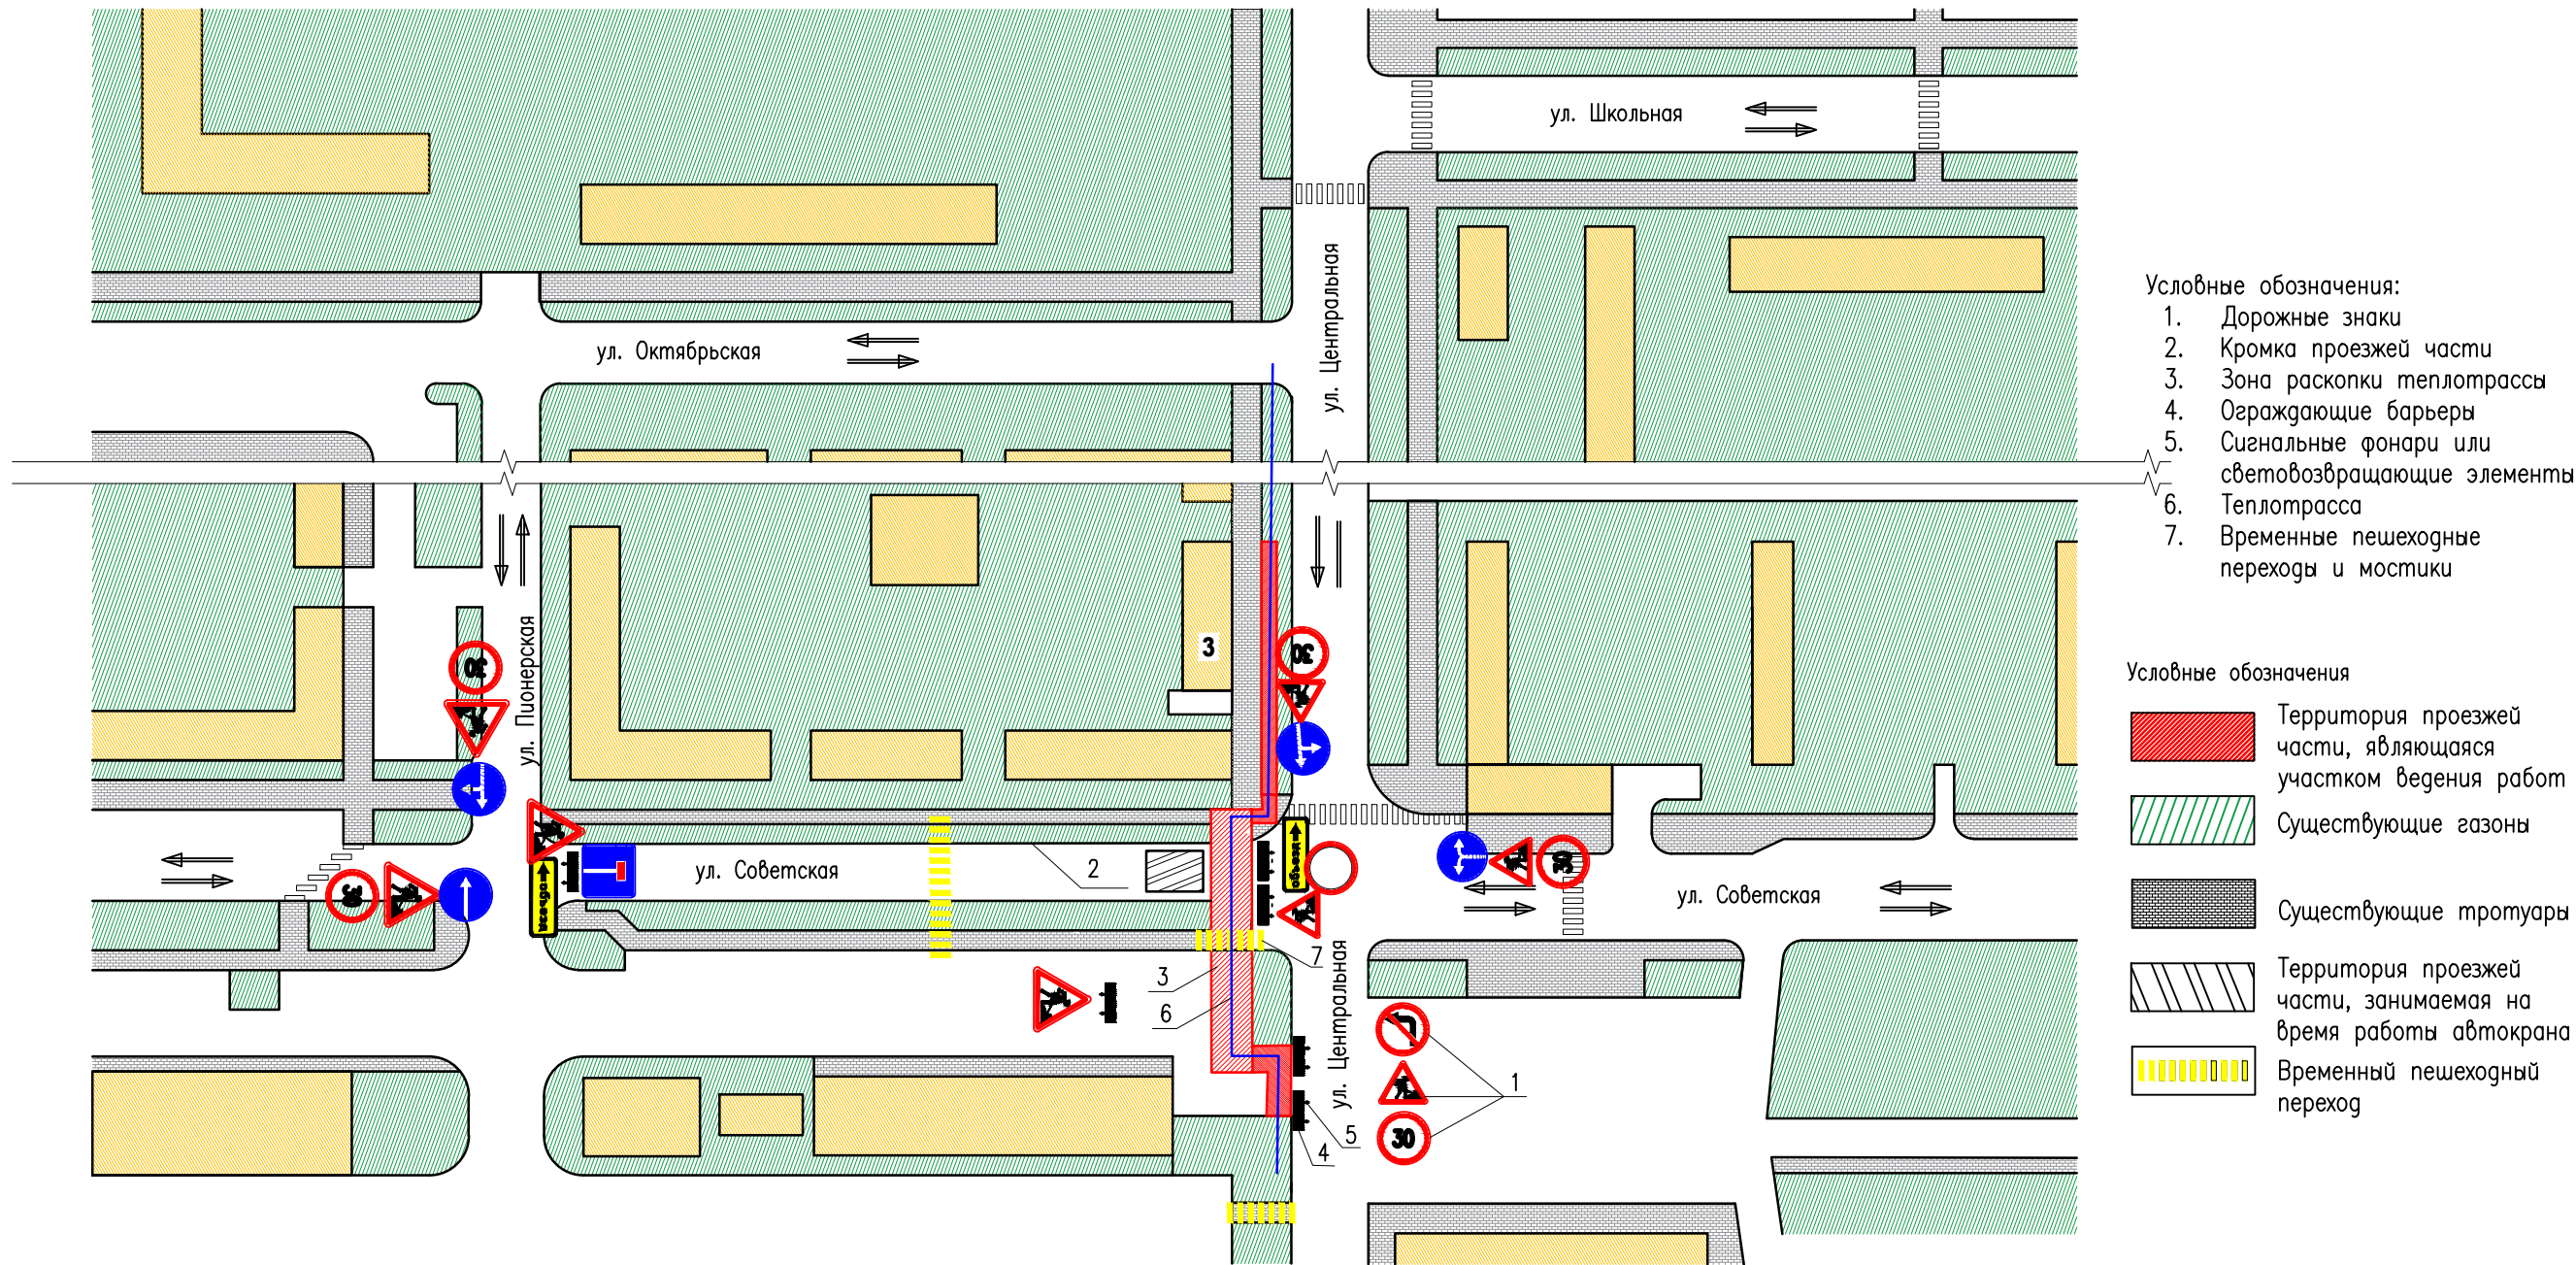 ул. Школьная
ул. Центральная
ул. Октябрьская
Условные обозначения:
1. Дорожные знаки
2. Кромка проезжей части
3. Зона раскопки теплотрассы
4. Ограждающие барьеры
5. Сигнальные фонари или
световозвращающие элементы
6. Теплотрасса
7. Временные пешеходные
переходы и мостики
ул. Пионерская
3
30
30
Условные обозначения
Территория проезжей
части, являющаяся
участком ведения работ
Существующие газоны
Существующие тротуары
Территория проезжей
части, занимаемая на
время работы автокрана
Временный пешеходный
переход
ул. Советская
2
объезд
объезд
30
30
ул. Советская
7
3
6
ул. Центральная
1
30
5
4